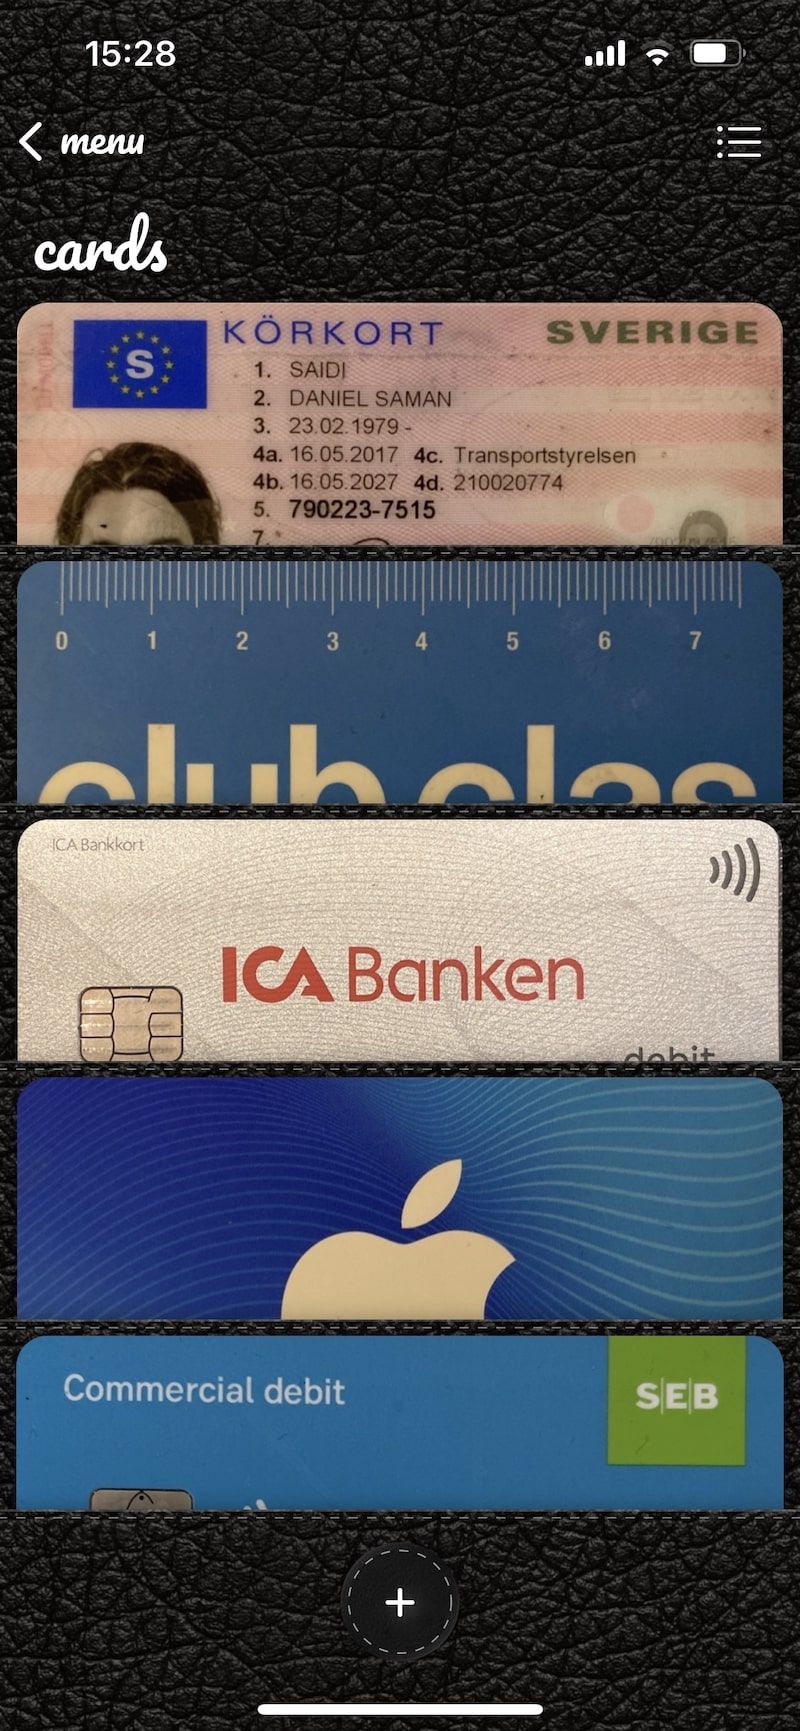 15:28
menu
cards
KÖRKORT SVERIGE
S
1. SAIDI
2. DANIEL SAMAN
3. 23.02.1979 -
4a. 16.05.2017 4c. Transportstyrelsen
4b. 16.05.2027 4d. 210020774
5. 790223-7515
7.
0 1 2 3 4 5 6 7
club clas
ICA Bankkort
ICA Banken
debit
Commercial debit
SEB